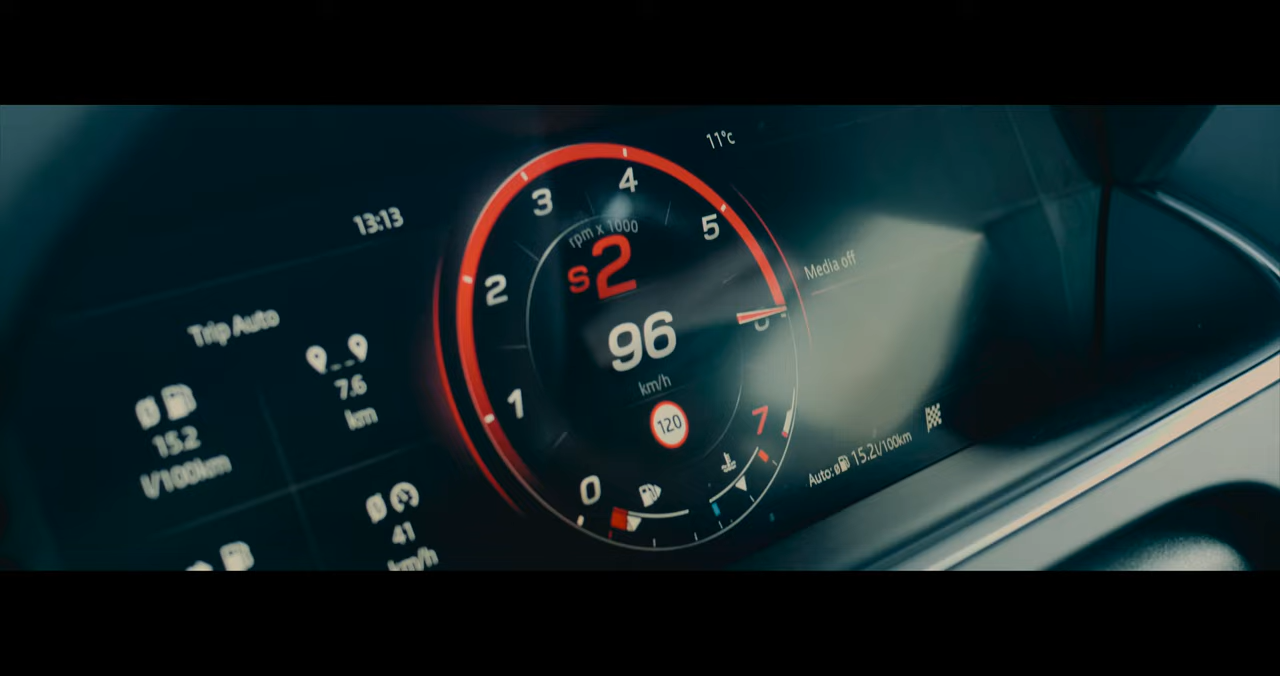 11°c
13:13
Trip Auto
15.2
l/100km
7.6
km
41
km/h
0
1
2
3
4
5
7
rpm x 1000
S2
96
km/h
120
Media off
Auto: ø 15.2l/100km